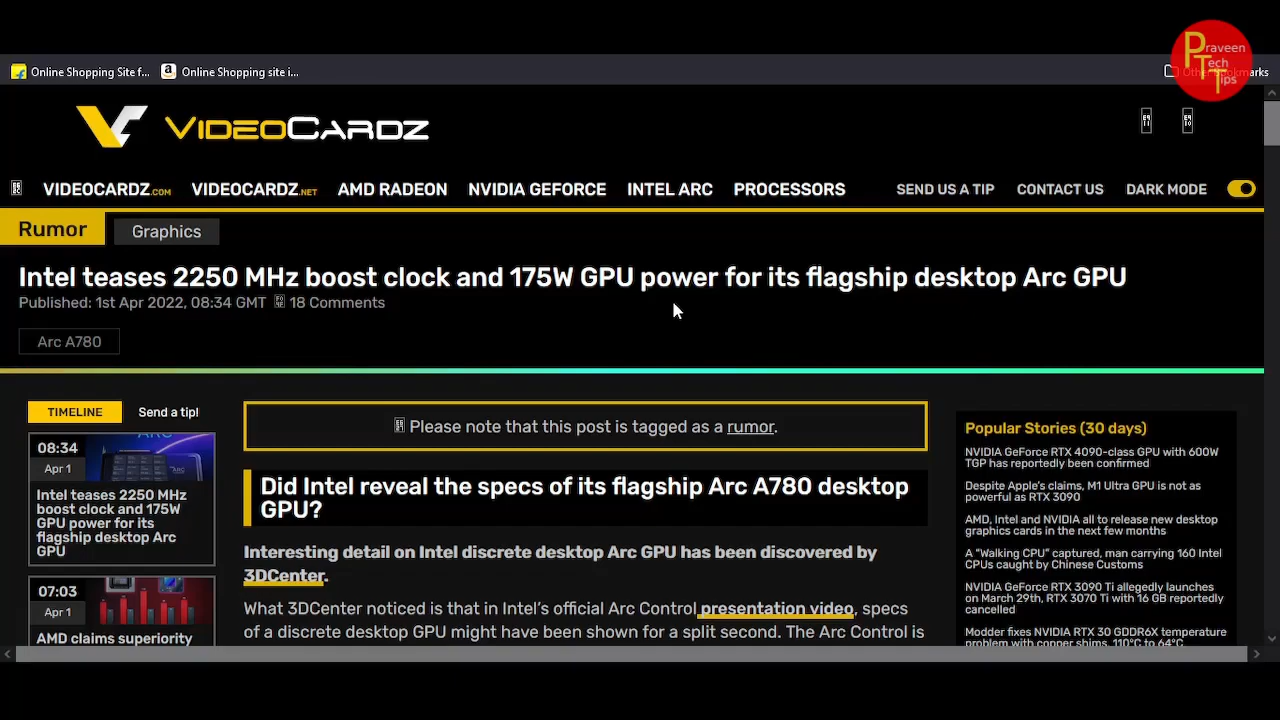 Praveen
Tech
Tips
Online Shopping Site f...
Online Shopping site i...
VIDEOCARDZ
VIDEOCARDZ.COM
VIDEOCARDZ.NET
AMD RADEON
NVIDIA GEFORCE
INTEL ARC
PROCESSORS
SEND US A TIP
CONTACT US
DARK MODE
Rumor
Graphics
Intel teases 2250 MHz boost clock and 175W GPU power for its flagship desktop Arc GPU
Published: 1st Apr 2022, 08:34 GMT 18 Comments
Arc A780
TIMELINE
Send a tip!
08:34
Apr 1
Intel teases 2250 MHz
boost clock and 175W
GPU power for its
flagship desktop Arc
GPU
07:03
Apr 1
AMD claims superiority
Please note that this post is tagged as a rumor.
Did Intel reveal the specs of its flagship Arc A780 desktop
GPU?
Interesting detail on Intel discrete desktop Arc GPU has been discovered by
3DCenter.
What 3DCenter noticed is that in Intel's official Arc Control presentation video, specs
of a discrete desktop GPU might have been shown for a split second. The Arc Control is
Popular Stories (30 days)
NVIDIA GeForce RTX 4090-class GPU with 600W
TGP has reportedly been confirmed
Despite Apple's claims, M1 Ultra GPU is not as
powerful as RTX 3090
AMD, Intel and NVIDIA all to release new desktop
graphics cards in the next few months
A "Walking CPU" captured, man carrying 160 Intel
CPUs caught by Chinese Customs
NVIDIA GeForce RTX 3090 Ti allegedly launches
on March 29th, RTX 3070 Ti with 16 GB reportedly
cancelled
Modder fixes NVIDIA RTX 30 GDDR6X temperature
problem with copper shims, 110°C to 64°C